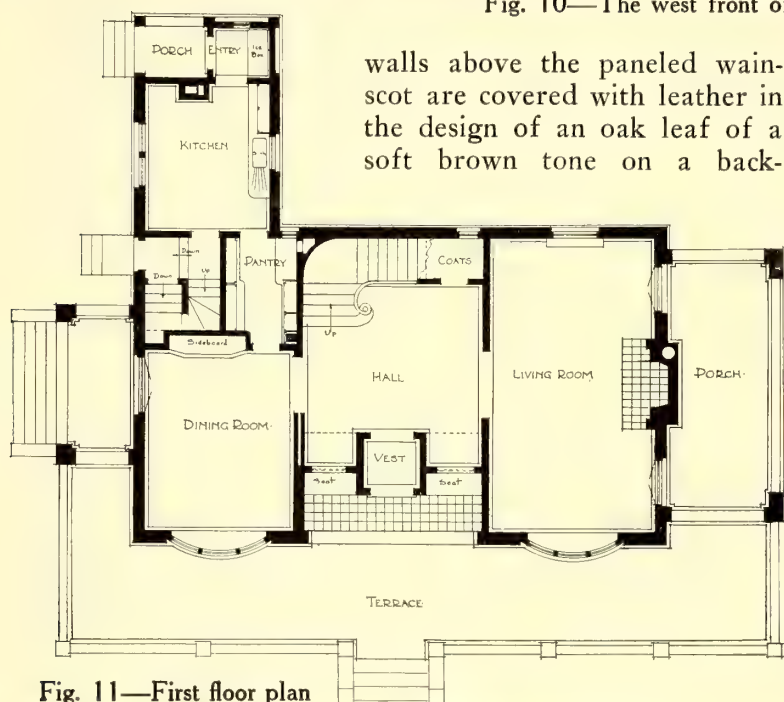 Fig. 10—The west front o
walls above the paneled wain-
scot are covered with leather in
the design of an oak leaf of a
soft brown tone on a back-
PORCH
ENTRY
ICE
BOX
KITCHEN
DOWN
DOWN
UP
PANTRY
COATS
Sideboard
UP
HALL
LIVING ROOM
PORCH
DINING ROOM
VEST
Seat
Seat
TERRACE
Fig. 11—First floor plan